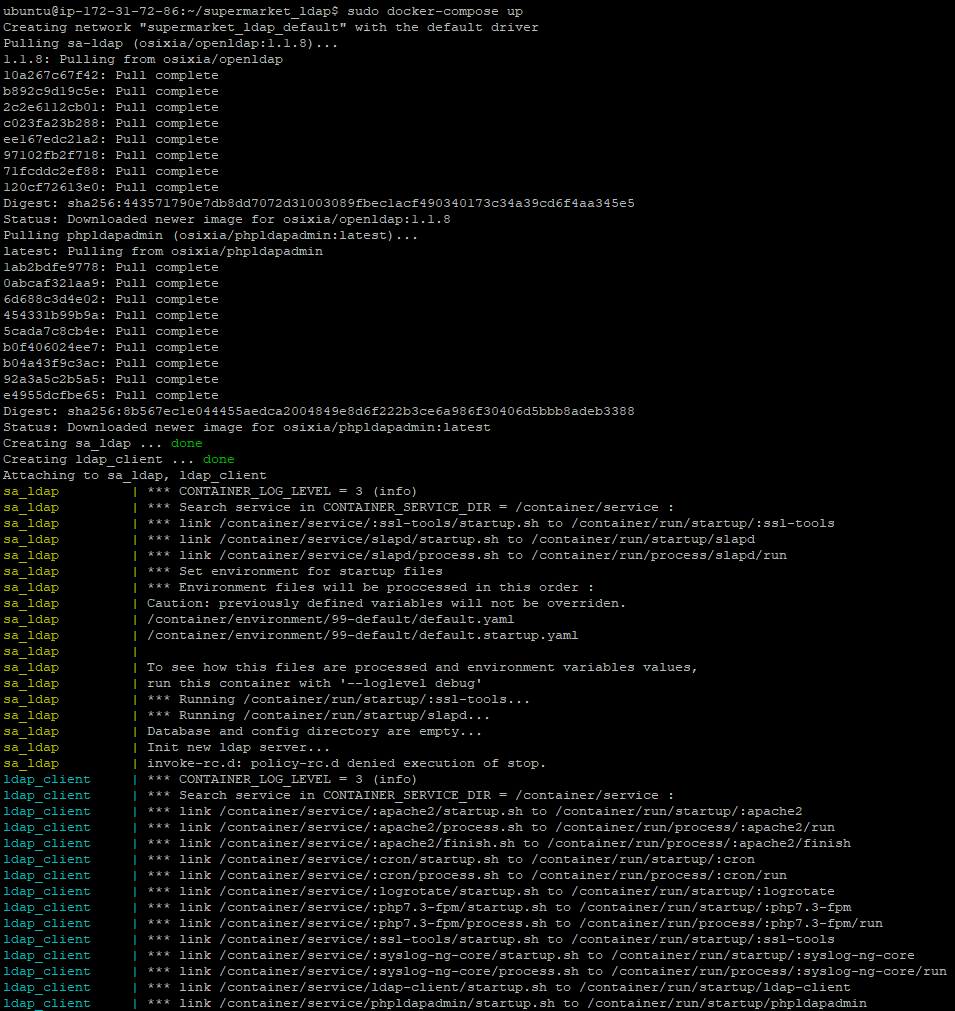 ubuntu@ip-172-31-72-86:~/supermarket_ldap$ sudo docker-compose up
Creating network "supermarket_ldap_default" with the default driver
Pulling sa-ldap (osixia/openldap:1.1.8)...
1.1.8: Pulling from osixia/openldap
10a267c67f42: Pull complete
b892c9d19c5e: Pull complete
2c2e6112cb01: Pull complete
c023fa23b288: Pull complete
ee167edc21a2: Pull complete
97102fb2f718: Pull complete
71fcddc2ef88: Pull complete
120cf72613e0: Pull complete
Digest: sha256:443571790e7db8dd7072d31003089fbec1acf490340173c34a39cd6f4aa345e5
Status: Downloaded newer image for osixia/openldap:1.1.8
Pulling phpldapadmin (osixia/phpldapadmin:latest)...
latest: Pulling from osixia/phpldapadmin
1ab2bdfe9778: Pull complete
0abcaf321aa9: Pull complete
6d688c3d4e02: Pull complete
454331b99b9a: Pull complete
5cada7c8cb4e: Pull complete
b0f406024ee7: Pull complete
b04a43f9c3ac: Pull complete
92a3a5c2b5a5: Pull complete
e4955dcfbe65: Pull complete
Digest: sha256:8b567ec1e044455aedca2004849e8d6f222b3ce6a986f30406d5bbb8adeb3388
Status: Downloaded newer image for osixia/phpldapadmin:latest
Creating sa_ldap ... done
Creating ldap_client ... done
Attaching to sa_ldap, ldap_client
sa_ldap | *** CONTAINER_LOG_LEVEL = 3 (info)
sa_ldap | *** Search service in CONTAINER_SERVICE_DIR = /container/service :
sa_ldap | *** link /container/service/:ssl-tools/startup.sh to /container/run/startup/:ssl-tools
sa_ldap | *** link /container/service/slapd/startup.sh to /container/run/startup/slapd
sa_ldap | *** link /container/service/slapd/process.sh to /container/run/process/slapd/run
sa_ldap | *** Set environment for startup files
sa_ldap | *** Environment files will be proccessed in this order :
sa_ldap | Caution: previously defined variables will not be overriden.
sa_ldap | /container/environment/99-default/default.yaml
sa_ldap | /container/environment/99-default/default.startup.yaml
sa_ldap |
sa_ldap | To see how this files are processed and environment variables values,
sa_ldap | run this container with '--loglevel debug'
sa_ldap | *** Running /container/run/startup/:ssl-tools...
sa_ldap | *** Running /container/run/startup/slapd...
sa_ldap | Database and config directory are empty...
sa_ldap | Init new ldap server...
sa_ldap | invoke-rc.d: policy-rc.d denied execution of stop.
ldap_client | *** CONTAINER_LOG_LEVEL = 3 (info)
ldap_client | *** Search service in CONTAINER_SERVICE_DIR = /container/service :
ldap_client | *** link /container/service/:apache2/startup.sh to /container/run/startup/:apache2
ldap_client | *** link /container/service/:apache2/process.sh to /container/run/process/:apache2/run
ldap_client | *** link /container/service/:apache2/finish.sh to /container/run/process/:apache2/finish
ldap_client | *** link /container/service/:cron/startup.sh to /container/run/startup/:cron
ldap_client | *** link /container/service/:cron/process.sh to /container/run/process/:cron/run
ldap_client | *** link /container/service/:logrotate/startup.sh to /container/run/startup/:logrotate
ldap_client | *** link /container/service/:php7.3-fpm/startup.sh to /container/run/startup/:php7.3-fpm
ldap_client | *** link /container/service/:php7.3-fpm/process.sh to /container/run/process/:php7.3-fpm/run
ldap_client | *** link /container/service/:ssl-tools/startup.sh to /container/run/startup/:ssl-tools
ldap_client | *** link /container/service/:syslog-ng-core/startup.sh to /container/run/startup/:syslog-ng-core
ldap_client | *** link /container/service/:syslog-ng-core/process.sh to /container/run/process/:syslog-ng-core/run
ldap_client | *** link /container/service/ldap-client/startup.sh to /container/run/startup/ldap-client
ldap_client | *** link /container/service/phpldapadmin/startup.sh to /container/run/startup/phpldapadmin